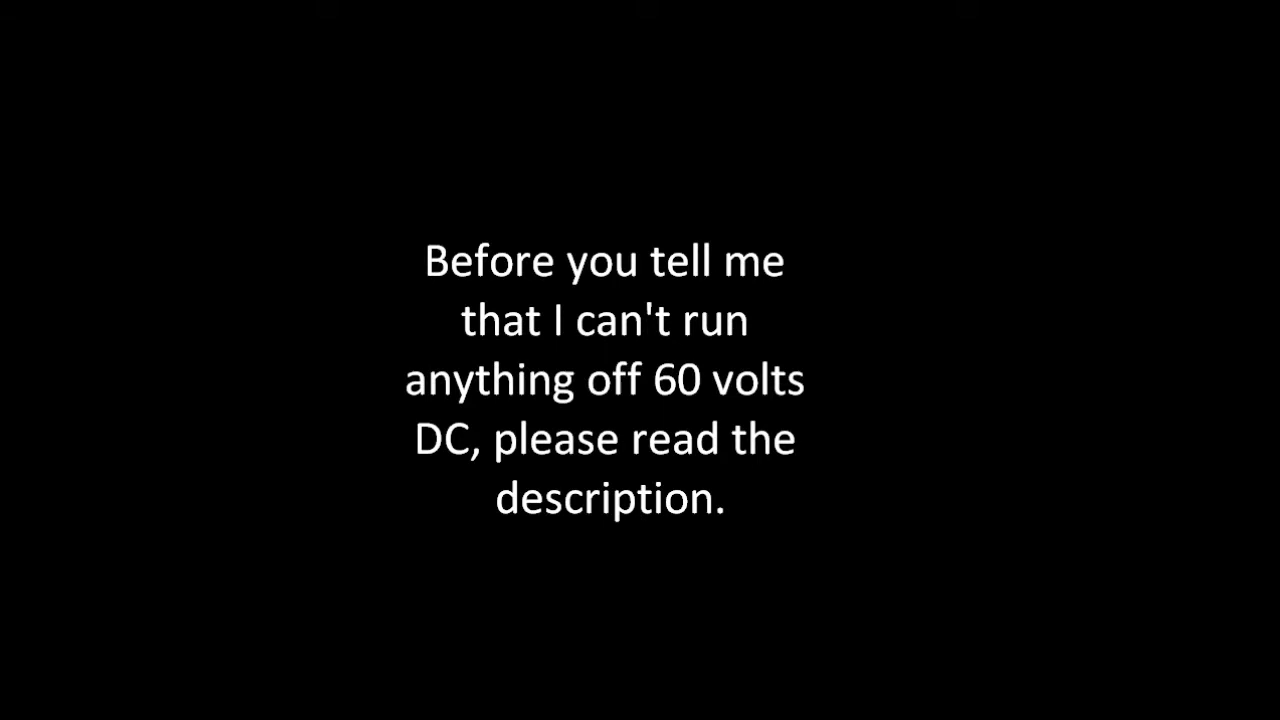 Before you tell me
that I can't run
anything off 60 volts
DC, please read the
description.